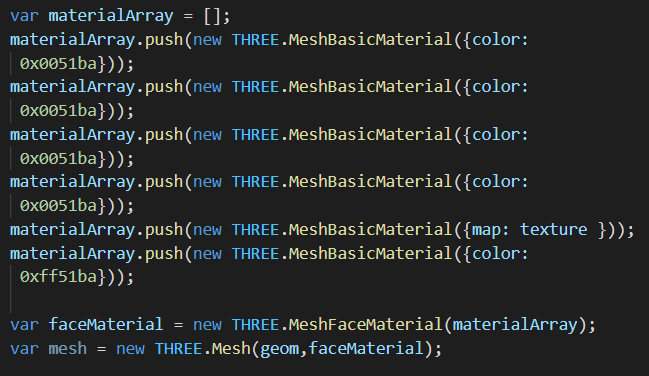 var materialArray = [];
materialArray.push(new THREE.MeshBasicMaterial({color:
0x0051ba}));
materialArray.push(new THREE.MeshBasicMaterial({color:
0x0051ba}));
materialArray.push(new THREE.MeshBasicMaterial({color:
0x0051ba}));
materialArray.push(new THREE.MeshBasicMaterial({color:
0x0051ba}));
materialArray.push(new THREE.MeshBasicMaterial({map: texture }));
materialArray.push(new THREE.MeshBasicMaterial({color:
0xff51ba}));
var faceMaterial = new THREE.MeshFaceMaterial(materialArray);
var mesh = new THREE.Mesh(geom,faceMaterial);